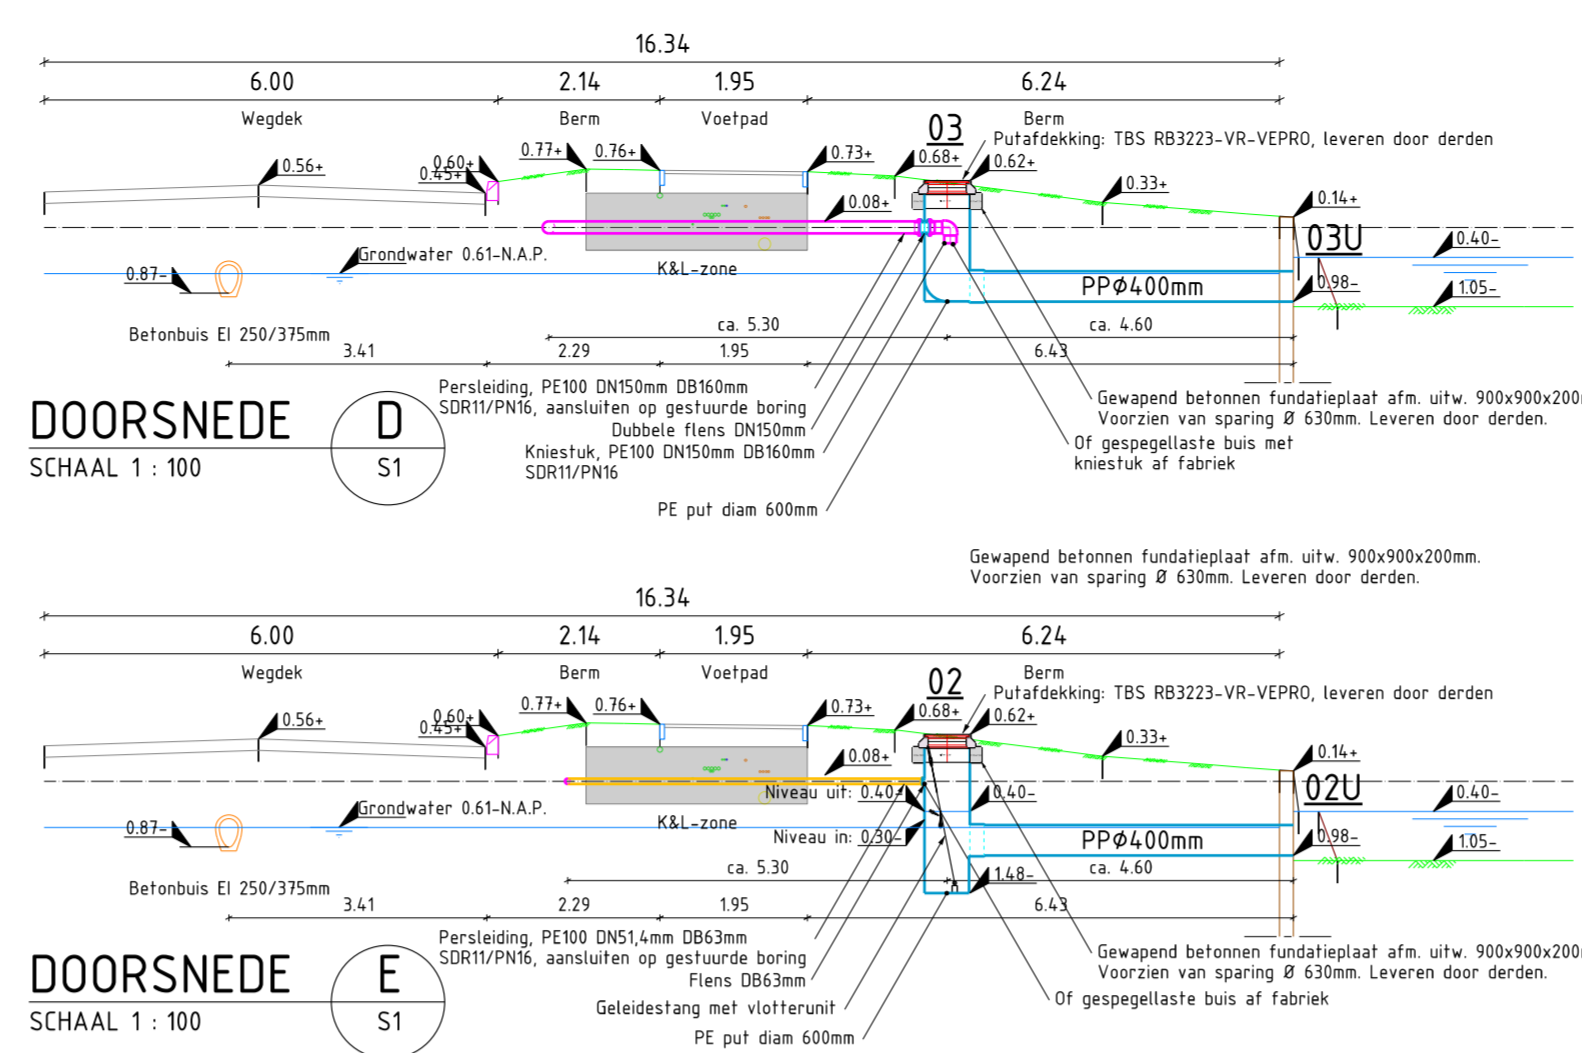 16.34
6.00 2.14 1.95 6.24
Wegdek Berm Voetpad Berm
03
Putafdekking: TBS RB3223-VR-VEPRO, leveren door derden
0.56+ 0.60+ 0.45+ 0.77+ 0.76+ 0.73+ 0.68+ 0.62+ 0.33+ 0.14+
0.08+
03U
Grondwater 0.61-N.A.P.
0.40-
0.87-
K&L-zone
PPØ400mm
0.98-
1.05-
Betonbuis EI 250/375mm
ca. 5.30 ca. 4.60
3.41 2.29 1.95 6.43
Persleiding, PE100 DN150mm DB160mm
SDR11/PN16, aansluiten op gestuurde boring
Dubbele flens DN150mm
Kniestuk, PE100 DN150mm DB160mm
SDR11/PN16
PE put diam 600mm
Gewapend betonnen fundatieplaat afm. uitw. 900x900x200
Voorzien van sparing Ø 630mm. Leveren door derden.
Of gespegellaste buis met
kniestuk af fabriek
DOORSNEDE D
SCHAAL 1 : 100 S1
Gewapend betonnen fundatieplaat afm. uitw. 900x900x200mm.
Voorzien van sparing Ø 630mm. Leveren door derden.
16.34
6.00 2.14 1.95 6.24
Wegdek Berm Voetpad Berm
02
Putafdekking: TBS RB3223-VR-VEPRO, leveren door derden
0.56+ 0.60+ 0.45+ 0.77+ 0.76+ 0.73+ 0.68+ 0.62+ 0.33+ 0.14+
0.08+
02U
Niveau uit: 0.40- 0.40- 0.40-
Grondwater 0.61-N.A.P.
0.87-
K&L-zone
Niveau in: 0.30-
PPØ400mm
0.98-
1.05-
Betonbuis EI 250/375mm
ca. 5.30 1.48- ca. 4.60
3.41 2.29 1.95 6.43
Persleiding, PE100 DN51,4mm DB63mm
SDR11/PN16, aansluiten op gestuurde boring
Flens DB63mm
Geleidestang met vlotterunit
PE put diam 600mm
Gewapend betonnen fundatieplaat afm. uitw. 900x900x200
Voorzien van sparing Ø 630mm. Leveren door derden.
Of gespegellaste buis af fabriek
DOORSNEDE E
SCHAAL 1 : 100 S1